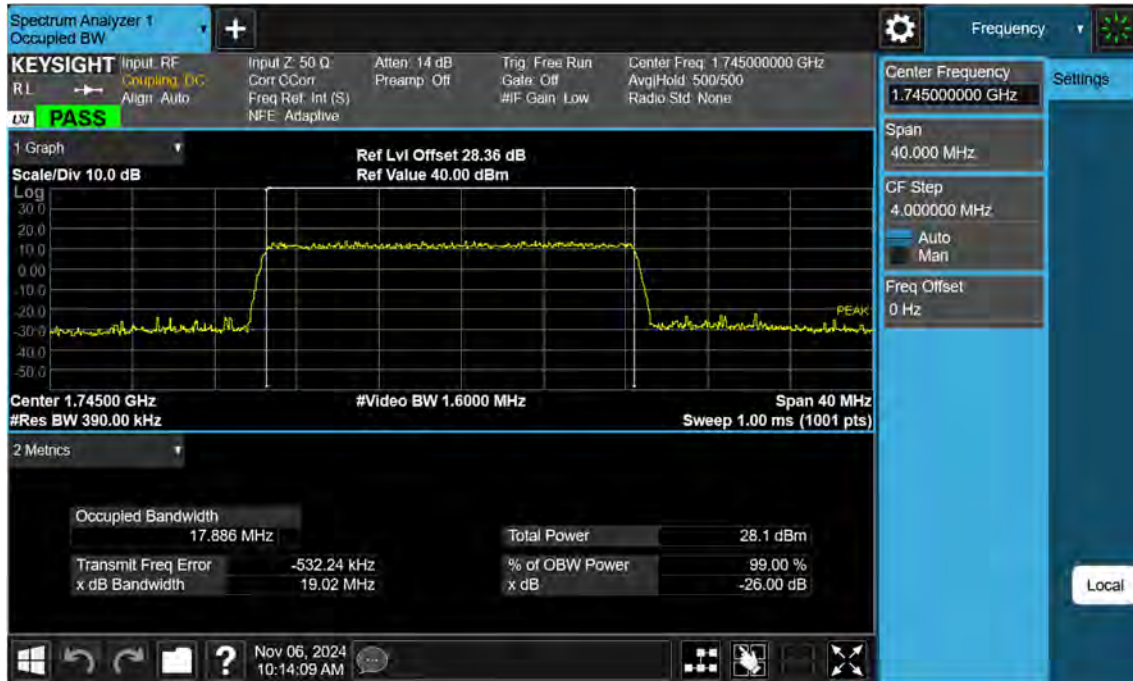 Spectrum Analyzer 1
Occupied BW
+
Frequency
KEYSIGHT
RL
LXI
PASS
Input: RF
Coupling: DC
Align: Auto
Input Z: 50 Ω
Corr CCorr
Freq Ref: Int (S)
NFE: Adaptive
Atten: 14 dB
Preamp: Off
Trig: Free Run
Gate: Off
#IF Gain: Low
Center Freq: 1.745000000 GHz
Avg|Hold: 500/500
Radio Std: None
Center Frequency
1.745000000 GHz
Settings
Span
40.000 MHz
CF Step
4.000000 MHz
Auto
Man
Freq Offset
0 Hz
1 Graph
Scale/Div 10.0 dB
Ref Lvl Offset 28.36 dB
Ref Value 40.00 dBm
Log
30.0
20.0
10.0
0.00
-10.0
-20.0
-30.0
-40.0
-50.0
PEAK
Center 1.74500 GHz
#Video BW 1.6000 MHz
Span 40 MHz
#Res BW 390.00 kHz
Sweep 1.00 ms (1001 pts)
2 Metrics
Occupied Bandwidth
17.886 MHz
Total Power 28.1 dBm
Transmit Freq Error -532.24 kHz
% of OBW Power 99.00 %
x dB Bandwidth 19.02 MHz
x dB -26.00 dB
Local
?
Nov 06, 2024
10:14:09 AM